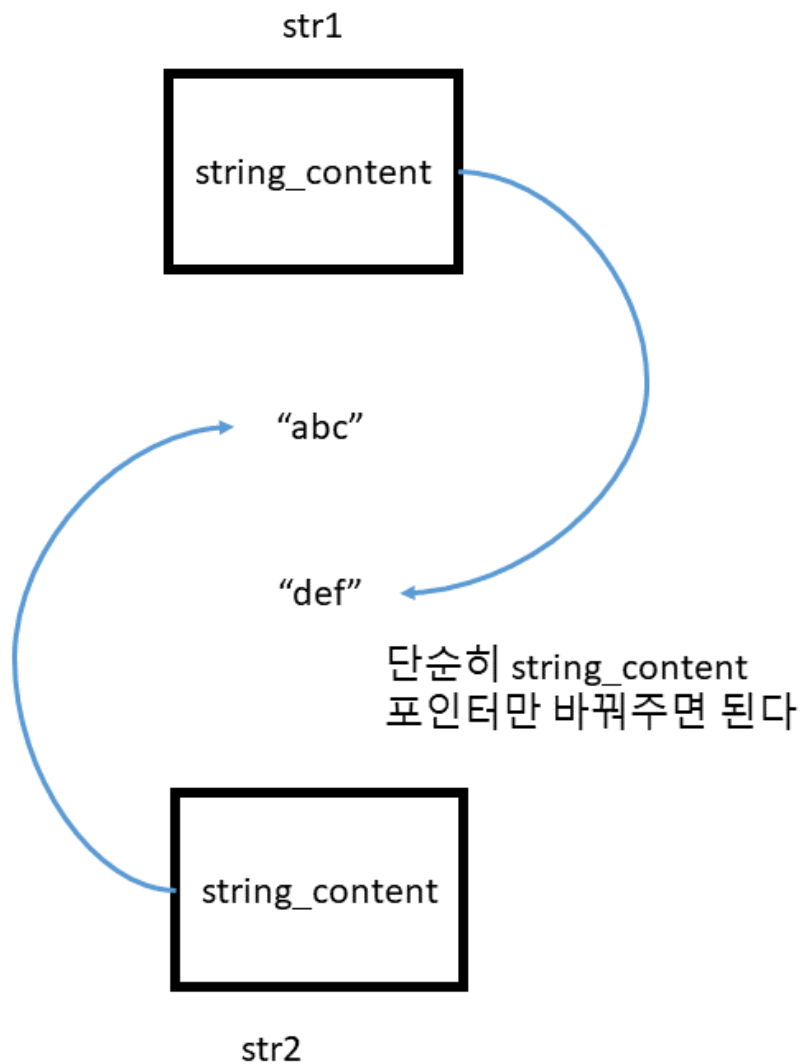 str1
string_content
“abc”
“def”
단순히 string_content
포인터만 바꿔주면 된다
string_content
str2